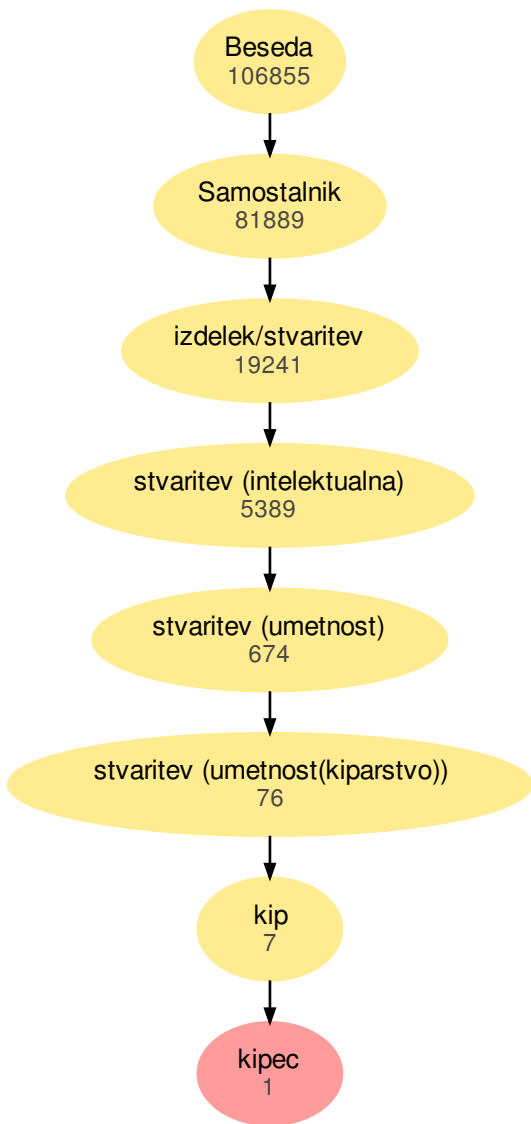 Beseda
106855
Samostalnik
81889
izdelek/stvaritev
19241
stvaritev (intelektualna)
5389
stvaritev (umetnost)
674
stvaritev (umetnost(kiparstvo))
76
kip
7
kipec
1